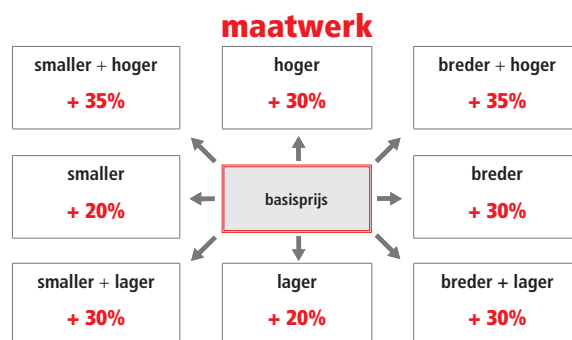 maatwerk
smaller + hoger
+ 35%
hoger
+ 30%
breder + hoger
+ 35%
smaller
+ 20%
basisprijs
breder
+ 30%
smaller + lager
+ 30%
lager
+ 20%
breder + lager
+ 30%